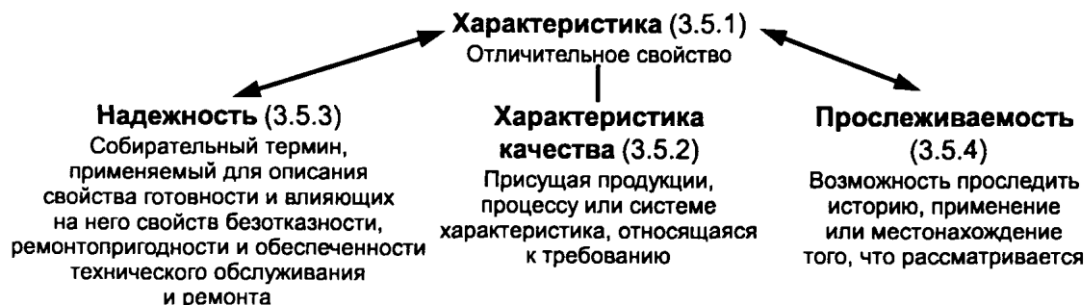 Характеристика (3.5.1)
Отличительное свойство
Надежность (3.5.3)
Собирательный термин,
применяемый для описания
свойства готовности и влияющих
на него свойств безотказности,
ремонтопригодности и обеспеченности
технического обслуживания
и ремонта
Характеристика
качества (3.5.2)
Присущая продукции,
процессу или системе
характеристика, относящаяся
к требованию
Прослеживаемость
(3.5.4)
Возможность проследить
историю, применение
или местонахождение
того, что рассматривается